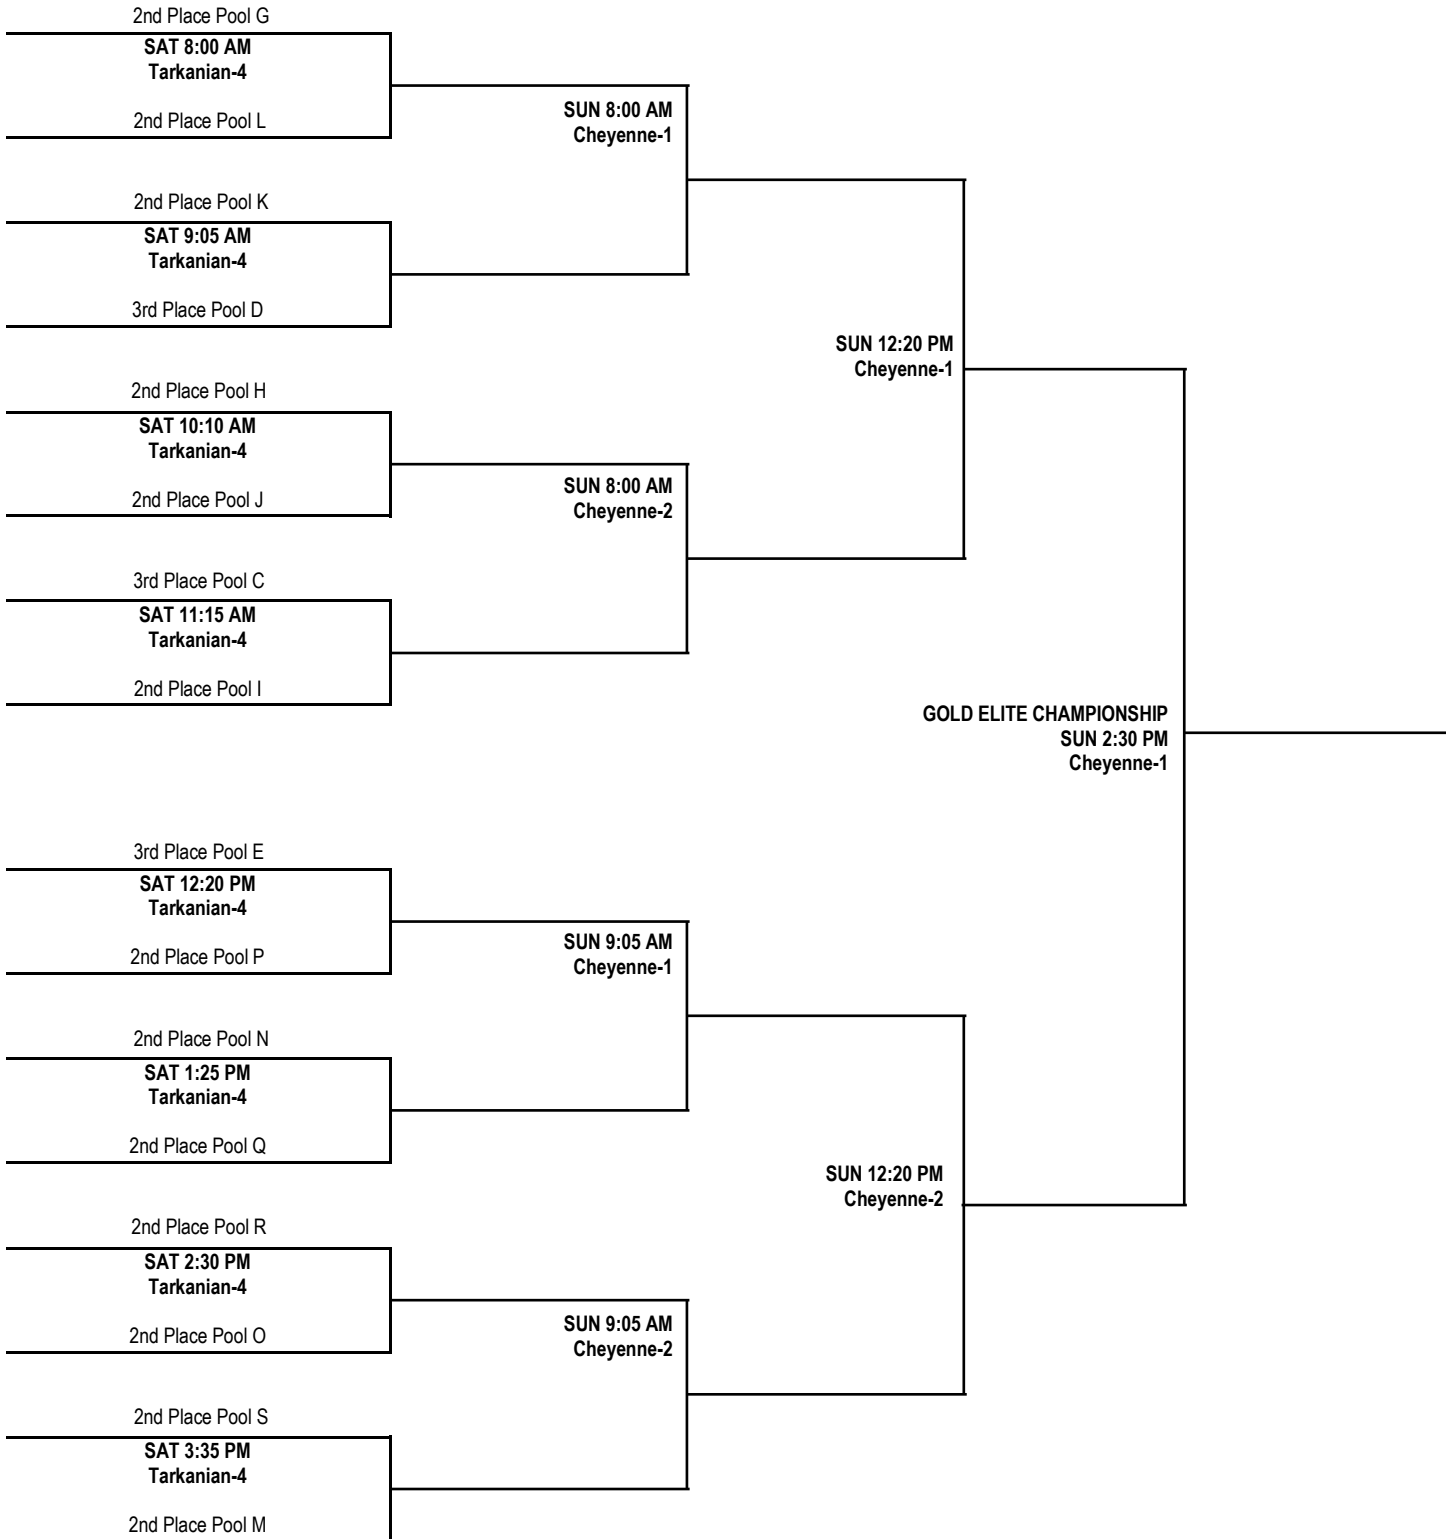 2nd Place Pool G
SAT 8:00 AM
Tarkanian-4
2nd Place Pool L
SUN 8:00 AM
Cheyenne-1
2nd Place Pool K
SAT 9:05 AM
Tarkanian-4
3rd Place Pool D
SUN 12:20 PM
Cheyenne-1
2nd Place Pool H
SAT 10:10 AM
Tarkanian-4
2nd Place Pool J
SUN 8:00 AM
Cheyenne-2
3rd Place Pool C
SAT 11:15 AM
Tarkanian-4
2nd Place Pool I
GOLD ELITE CHAMPIONSHIP
SUN 2:30 PM
Cheyenne-1
3rd Place Pool E
SAT 12:20 PM
Tarkanian-4
2nd Place Pool P
SUN 9:05 AM
Cheyenne-1
2nd Place Pool N
SAT 1:25 PM
Tarkanian-4
2nd Place Pool Q
SUN 12:20 PM
Cheyenne-2
2nd Place Pool R
SAT 2:30 PM
Tarkanian-4
2nd Place Pool O
SUN 9:05 AM
Cheyenne-2
2nd Place Pool S
SAT 3:35 PM
Tarkanian-4
2nd Place Pool M